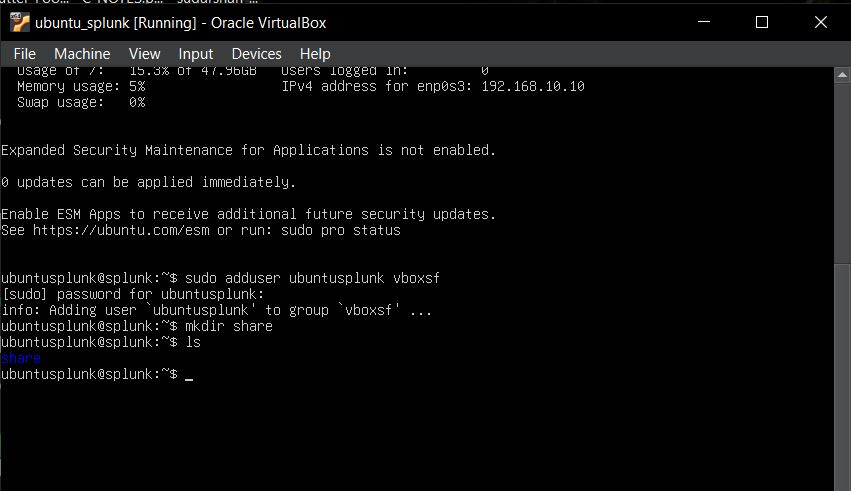 ubuntu_splunk [Running] - Oracle VirtualBox
File Machine View Input Devices Help
Usage of /: 15.3% of 47.96GB Users logged in: 0
Memory usage: 5% IPv4 address for enp0s3: 192.168.10.10
Swap usage: 0%
Expanded Security Maintenance for Applications is not enabled.
0 updates can be applied immediately.
Enable ESM Apps to receive additional future security updates.
See https://ubuntu.com/esm or run: sudo pro status
ubuntusplunk@splunk:~$ sudo adduser ubuntusplunk vboxsf
[sudo] password for ubuntusplunk:
info: Adding user `ubuntusplunk' to group `vboxsf' ...
ubuntusplunk@splunk:~$ mkdir share
ubuntusplunk@splunk:~$ ls
share
ubuntusplunk@splunk:~$ _